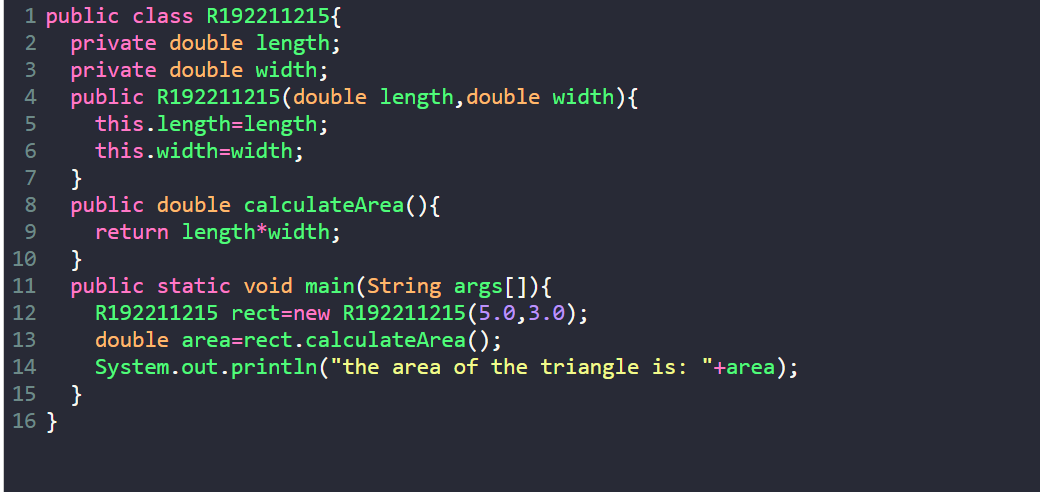 1 public class R192211215{
2   private double length;
3   private double width;
4   public R192211215(double length,double width){
5     this.length=length;
6     this.width=width;
7   }
8   public double calculateArea(){
9     return length*width;
10   }
11   public static void main(String args[]){
12     R192211215 rect=new R192211215(5.0,3.0);
13     double area=rect.calculateArea();
14     System.out.println("the area of the triangle is: "+area);
15   }
16 }